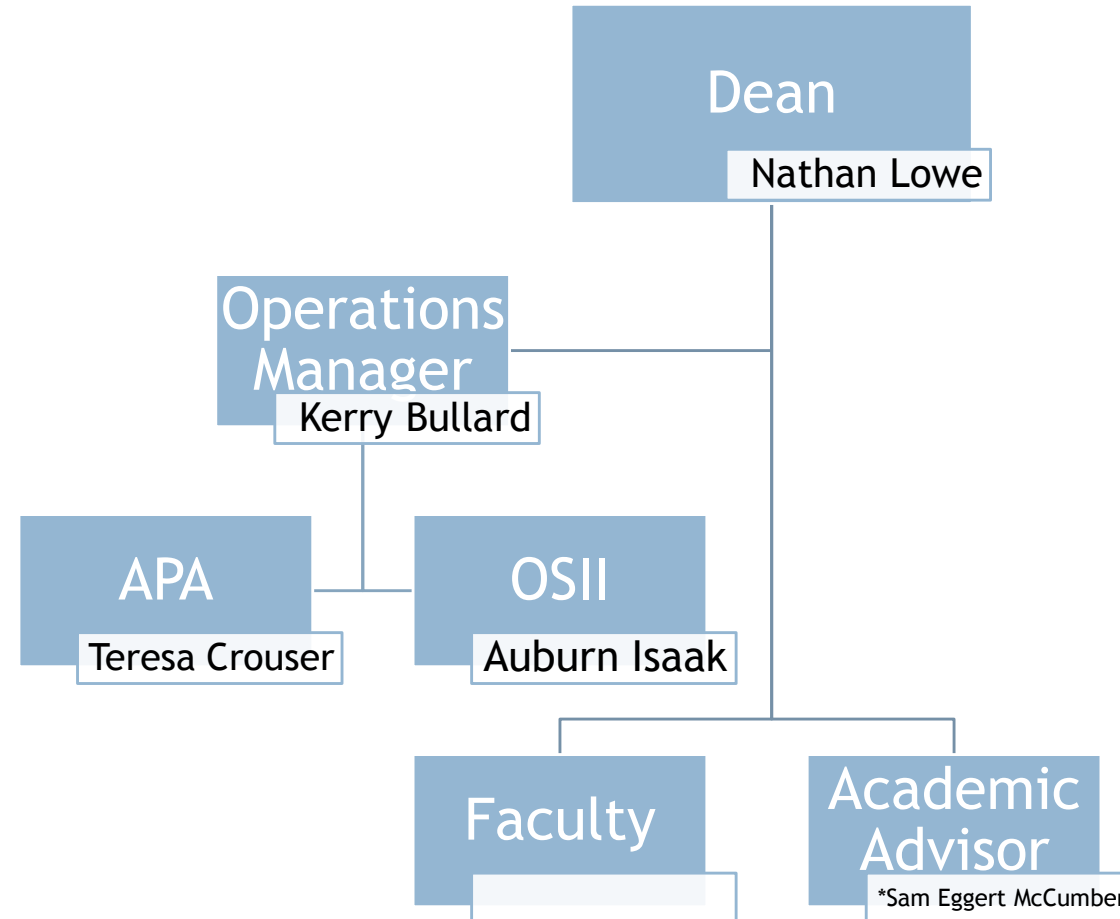 Dean
Nathan Lowe
Operations
Manager
Kerry Bullard
APA
Teresa Crouser
OSII
Auburn Isaak
Faculty
Academic
Advisor
*Sam Eggert McCumber